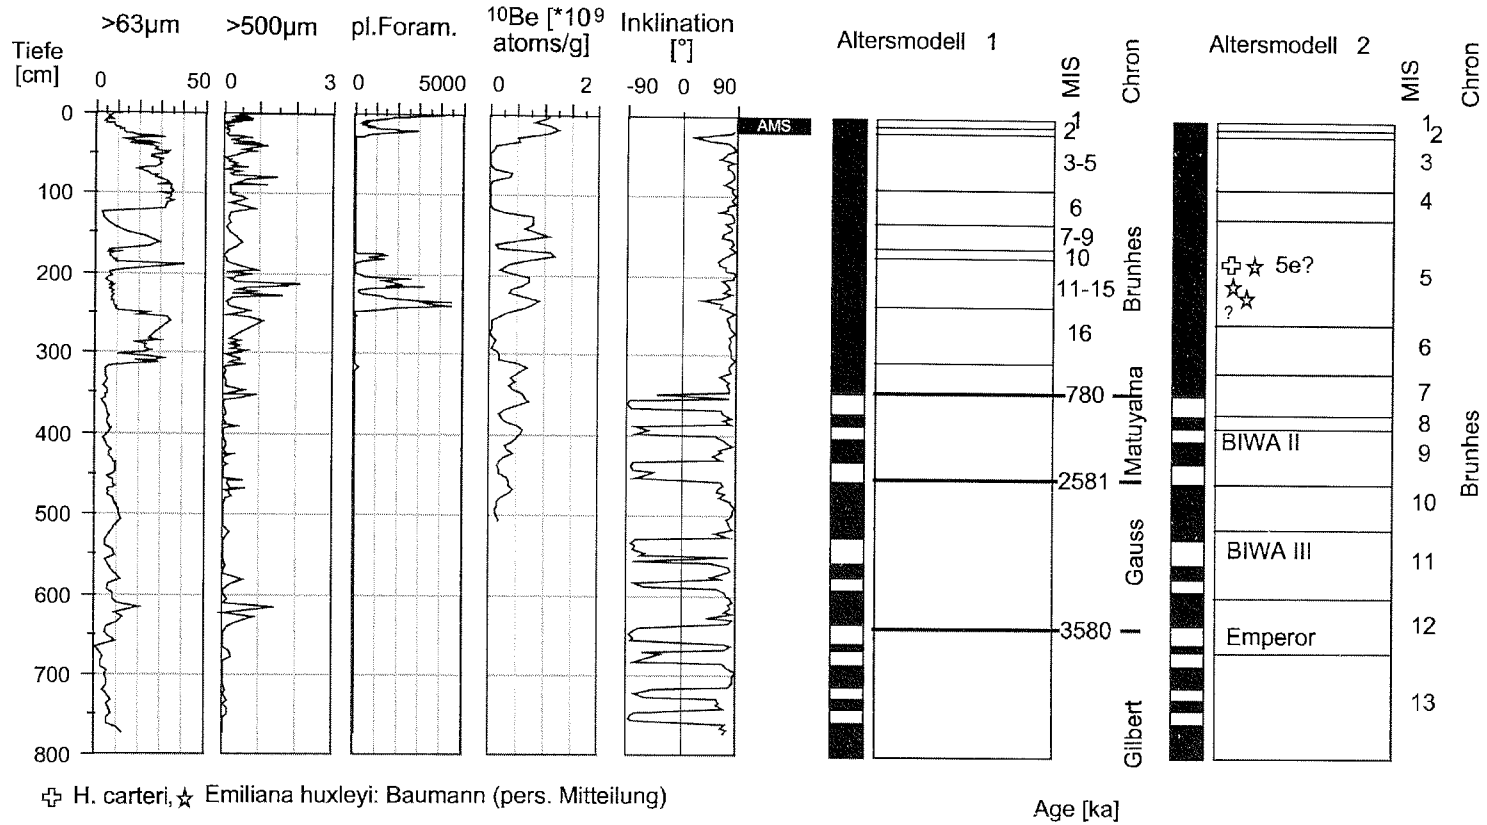 >63µm >500µm pl.Foram. 10Be [*10 9 atoms/g] Inklination [°]
Tiefe [cm]
0 50 0 3 0 5000 0 2 -90 0 90
0
100
200
300
400
500
600
700
800
AMS
Altersmodell 1
MIS
Chron
1
2
3-5
6
7-9
10
11-15
16
780
2581
3580
Brunhes
Matuyama
Gauss
Gilbert
Altersmodell 2
MIS
Chron
1
2
3
4
5e?
5
?
6
7
8
BIWA II
9
10
BIWA III
11
12
Emperor
13
Brunhes
H. carteri, Emiliana huxleyi: Baumann (pers. Mitteilung)
Age [ka]